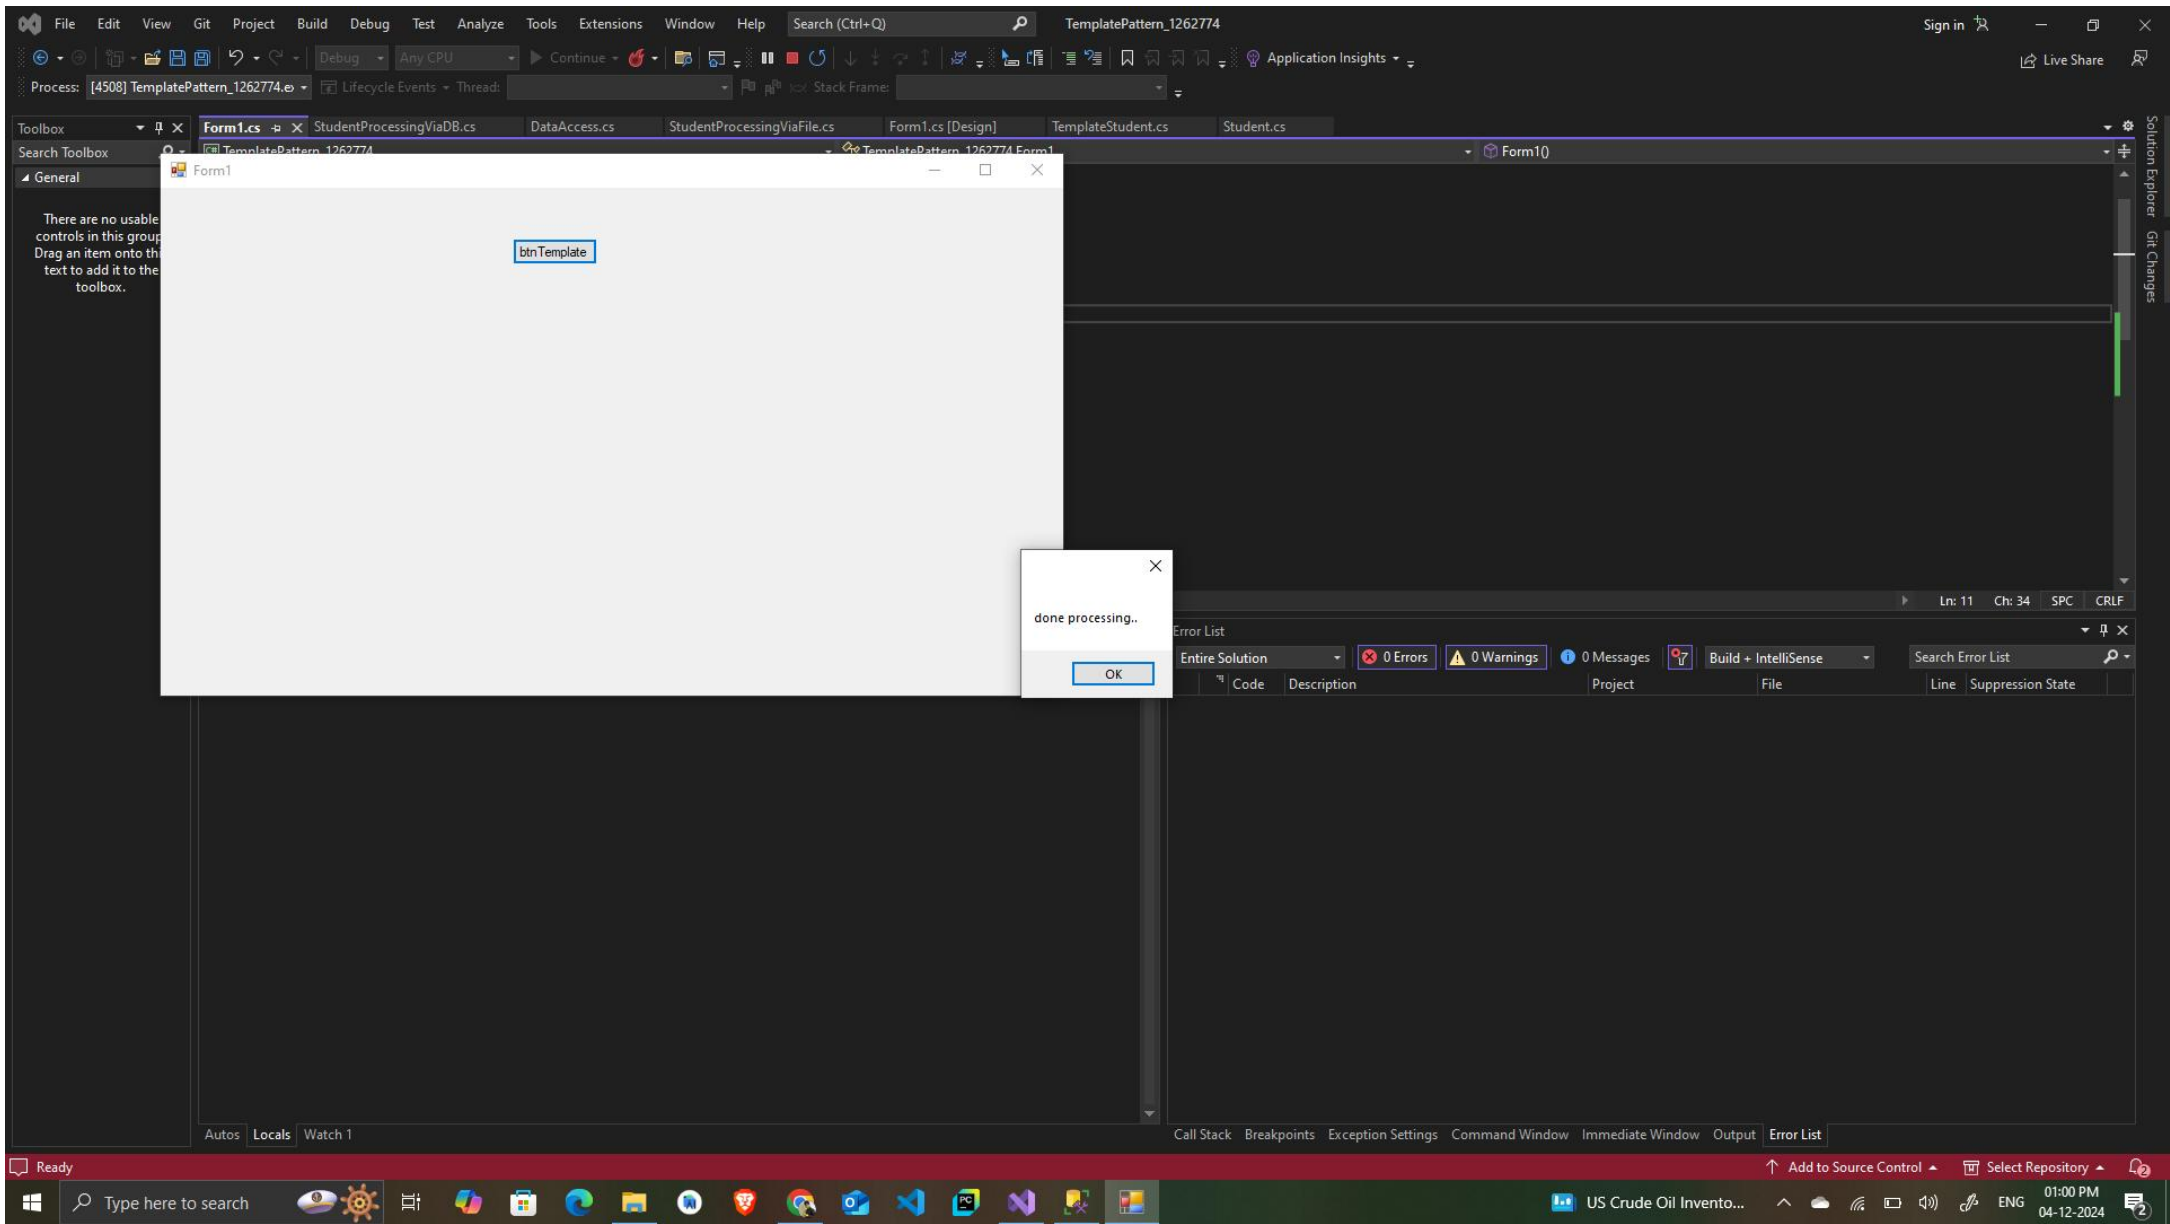 File Edit View Git Project Build Debug Test Analyze Tools Extensions Window Help Search (Ctrl+Q) TemplatePattern_1262774 Sign in
Debug Any CPU Continue Application Insights Live Share
Process: [4508] TemplatePattern_1262774.e Lifecycle Events Thread: Stack Frame:
Toolbox Form1.cs StudentProcessingViaDB.cs DataAccess.cs StudentProcessingViaFile.cs Form1.cs [Design] TemplateStudent.cs Student.cs
Search Toolbox C# TemplatePattern_1262774 TemplatePattern_1262774.Form1 Form1()
General
There are no usable
controls in this group
Drag an item onto thi
text to add it to the
toolbox.
Form1
btnTemplate
done processing..
OK
Solution Explorer
Git Changes
Ln: 11 Ch: 34 SPC CRLF
Error List
Entire Solution 0 Errors 0 Warnings 0 Messages Build + IntelliSense Search Error List
Code Description Project File Line Suppression State
Autos Locals Watch 1
Call Stack Breakpoints Exception Settings Command Window Immediate Window Output Error List
Ready Add to Source Control Select Repository 2
Type here to search US Crude Oil Invento... ENG 01:00 PM
04-12-2024 2